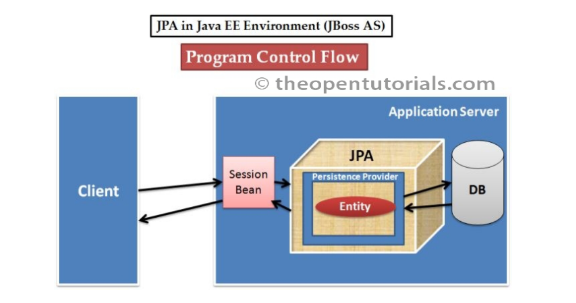 JPA in Java EE Environment (JBoss AS)
Program Control Flow
© theopentutorials.com
Application Server
JPA
Session
Bean
Persistence Provider
Client
DB
Entity